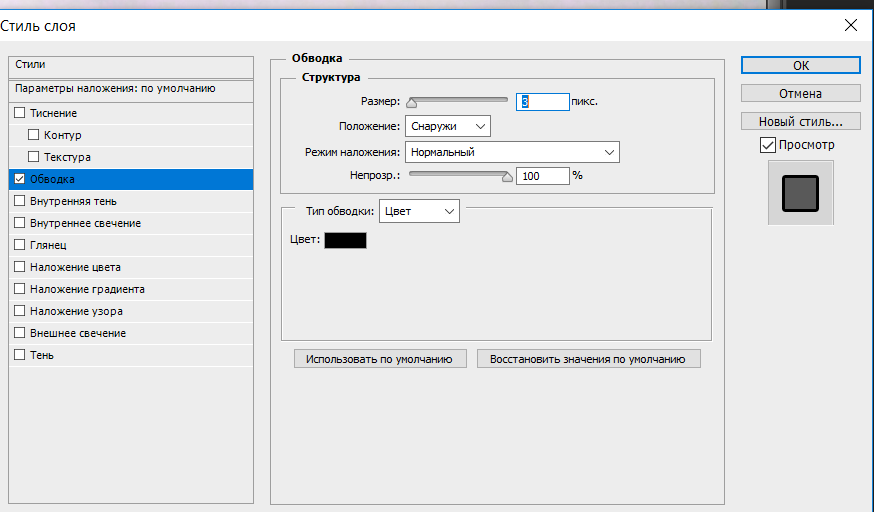 Стиль слоя
Стили
Параметры наложения: по умолчанию
Тиснение
Контур
Текстура
Обводка
Внутренняя тень
Внутреннее свечение
Глянец
Наложение цвета
Наложение градиента
Наложение узора
Внешнее свечение
Тень
Обводка
Структура
Размер: 3 пикс.
Положение: Снаружи
Режим наложения: Нормальный
Непрозр.: 100 %
Тип обводки: Цвет
Цвет:
Использовать по умолчанию Восстановить значения по умолчанию
ОК
Отмена
Новый стиль...
Просмотр